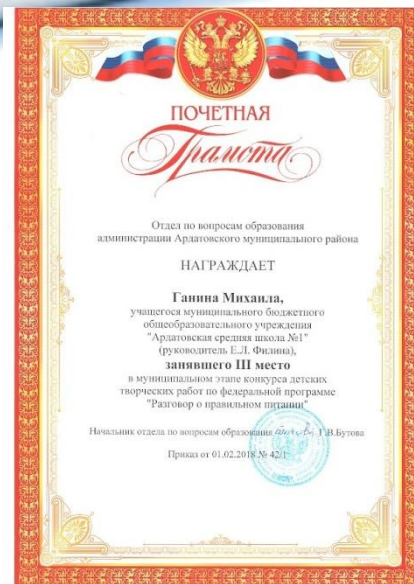 ПОЧЕТНАЯ
Грамота
Отдел по вопросам образования
администрации Ардатовского муниципального района
НАГРАЖДАЕТ
Ганина Михаила,
учащегося муниципального бюджетного
общеобразовательного учреждения
"Ардатовская средняя школа №1"
(руководитель Е.Л. Филина),
занявшего III место
в муниципальном этапе конкурса детских
творческих работ по федеральной программе
"Разговор о правильном питании"
Начальник отдела по вопросам образования Г.В.Бутова
Приказ от 01.02.2018 № 42/1